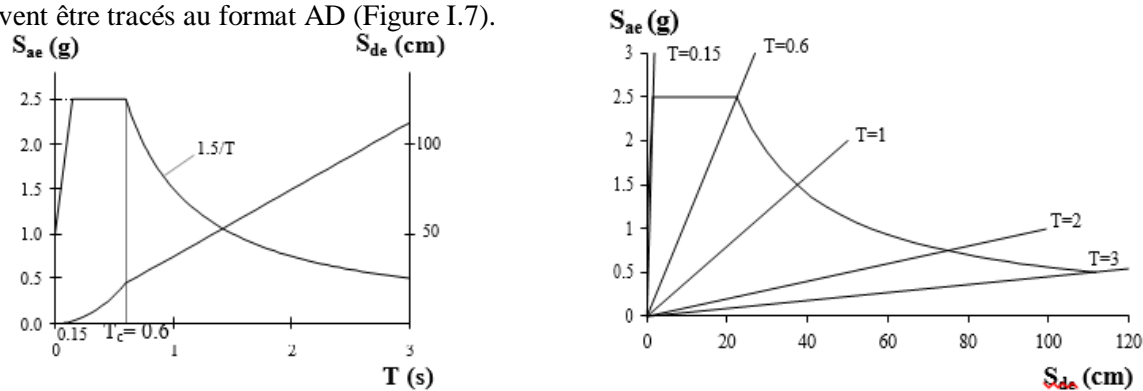 vent être tracés au format AD (Figure I.7).
Sae (g)
Sde (cm)
2.5
2.0
1.5
1.0
0.5
0.0
100
50
1.5/T
0.15
Tc= 0.6
0
1
2
3
T (s)
Sae (g)
3
2.5
2
1.5
1
0.5
0
T=0.15
T=0.6
T=1
T=2
T=3
0
20
40
60
80
100
120
Sde (cm)